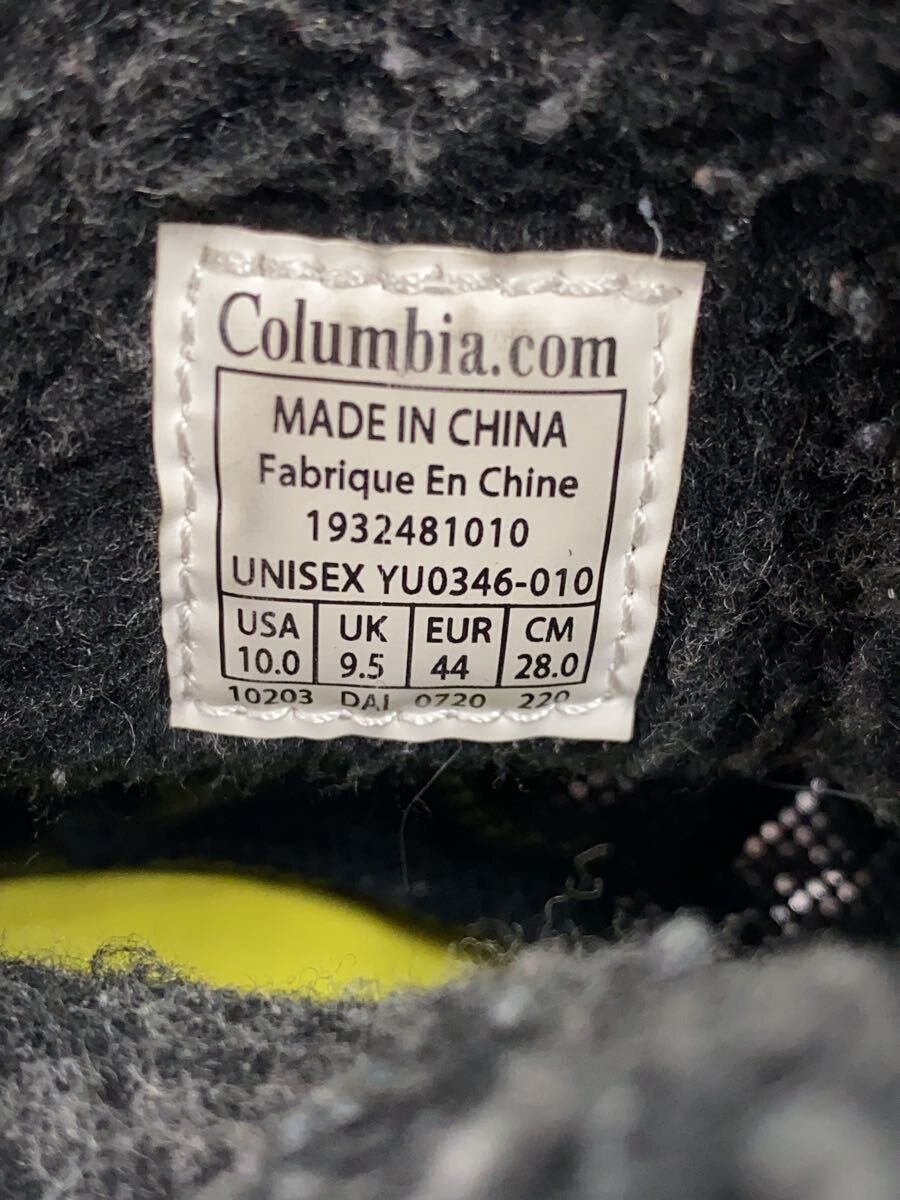 Columbia.com
MADE IN CHINA
Fabrique En Chine
1932481010
UNISEX YU0346-010
USA UK EUR CM
10.0 9.5 44 28.0
10203 0720 220